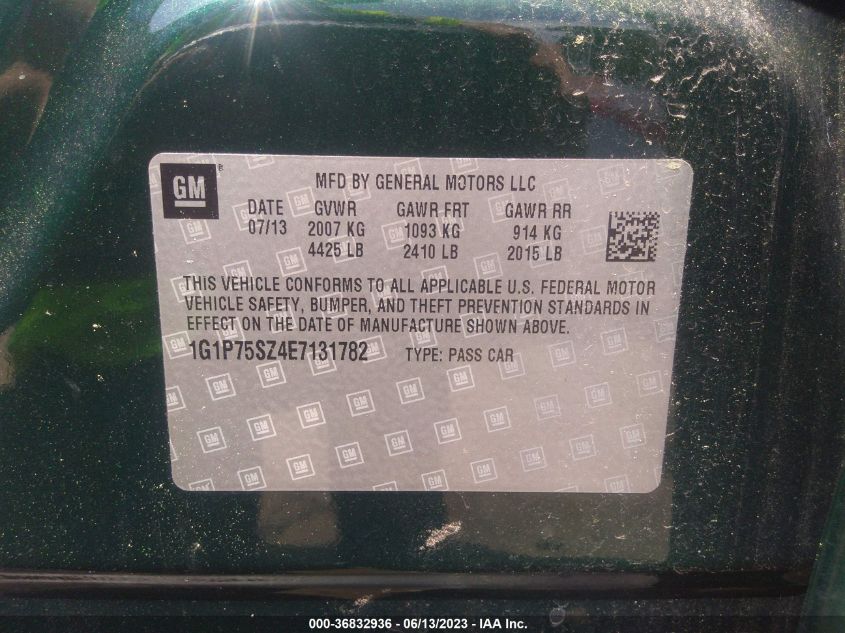 GM ® MFD BY GENERAL MOTORS LLC
DATE GVWR GAWR FRT GAWR RR
07/13 2007 KG 1093 KG 914 KG
4425 LB 2410 LB 2015 LB
THIS VEHICLE CONFORMS TO ALL APPLICABLE U.S. FEDERAL MOTOR
VEHICLE SAFETY, BUMPER, AND THEFT PREVENTION STANDARDS IN
EFFECT ON THE DATE OF MANUFACTURE SHOWN ABOVE.
1G1P75SZ4E7131782 TYPE: PASS CAR
000-36832936 - 06/13/2023 - IAA Inc.